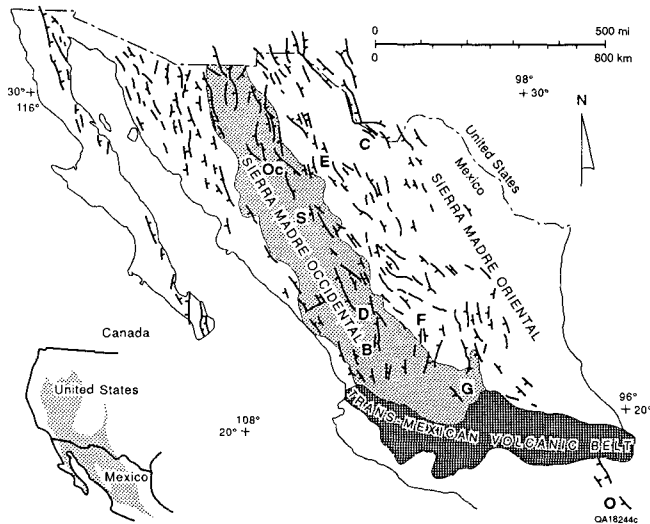 0 500 mi
0 800 km
98°
+ 30°
30° +
116°
N
C
E
Oc
S
D
B
F
G
O
United States
Mexico
SIERRA MADRE OCCIDENTAL
SIERRA MADRE ORIENTAL
TRANS-MEXICAN VOLCANIC BELT
108°
20° +
96°
+ 20°
Canada
United States
Mexico
QA18244c